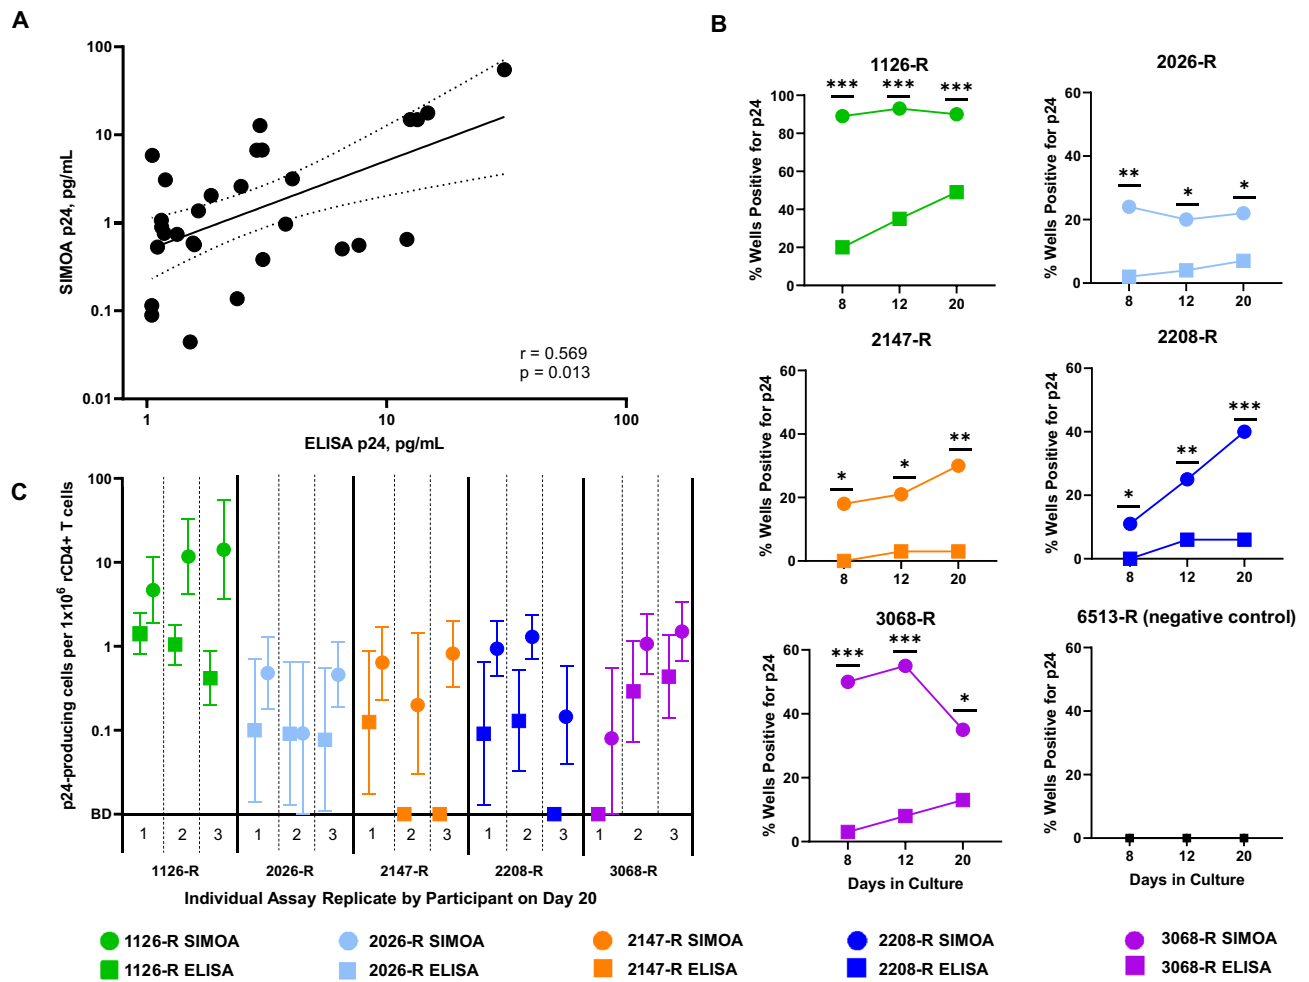 A
100
10
1
0.1
0.01
SIMOA p24, pg/mL
1
10
100
ELISA p24, pg/mL
r = 0.569
p = 0.013
B
1126-R
*** *** ***
100
80
60
40
20
0
% Wells Positive for p24
8 12 20
2026-R
** * *
60
40
20
0
% Wells Positive for p24
8 12 20
2147-R
* * **
60
40
20
0
% Wells Positive for p24
8 12 20
2208-R
* ** ***
60
40
20
0
% Wells Positive for p24
8 12 20
3068-R
*** *** *
60
40
20
0
% Wells Positive for p24
8 12 20
Days in Culture
6513-R (negative control)
60
40
20
0
% Wells Positive for p24
8 12 20
Days in Culture
C
100
10
1
0.1
BD
p24-producing cells per 1x10⁶ rCD4+ T cells
1 2 3 1 2 3 1 2 3 1 2 3 1 2 3
1126-R 2026-R 2147-R 2208-R 3068-R
Individual Assay Replicate by Participant on Day 20
1126-R SIMOA 2026-R SIMOA 2147-R SIMOA 2208-R SIMOA 3068-R SIMOA
1126-R ELISA 2026-R ELISA 2147-R ELISA 2208-R ELISA 3068-R ELISA